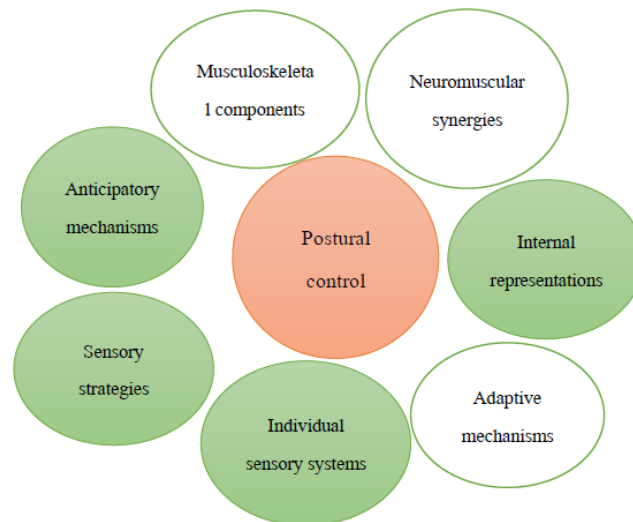 Musculoskeleta
l components
Neuromuscular
synergies
Anticipatory
mechanisms
Postural
control
Internal
representations
Sensory
strategies
Adaptive
mechanisms
Individual
sensory systems